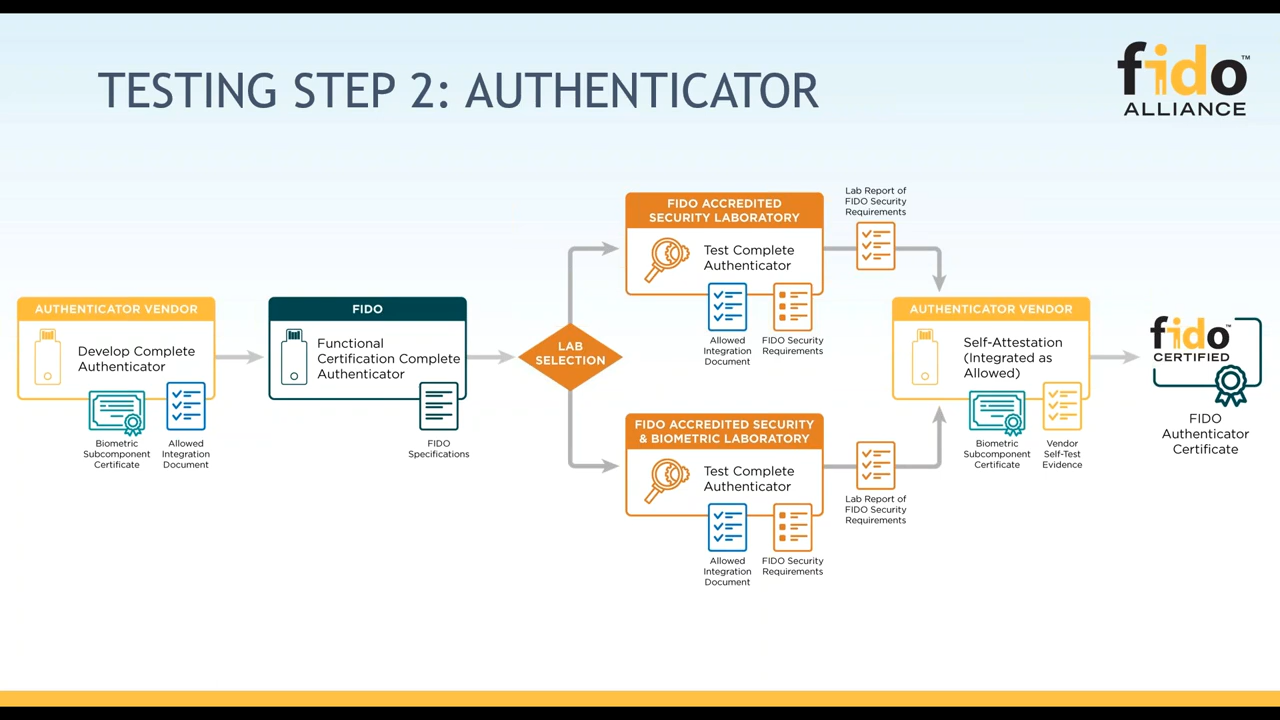 TESTING STEP 2: AUTHENTICATOR
fido™
ALLIANCE
AUTHENTICATOR VENDOR
Develop Complete
Authenticator
Biometric
Subcomponent
Certificate
Allowed
Integration
Document
FIDO
Functional
Certification Complete
Authenticator
FIDO
Specifications
LAB
SELECTION
FIDO ACCREDITED
SECURITY LABORATORY
Test Complete
Authenticator
Allowed
Integration
Document
FIDO Security
Requirements
Lab Report of
FIDO Security
Requirements
FIDO ACCREDITED SECURITY
& BIOMETRIC LABORATORY
Test Complete
Authenticator
Allowed
Integration
Document
FIDO Security
Requirements
Lab Report of
FIDO Security
Requirements
AUTHENTICATOR VENDOR
Self-Attestation
(Integrated as
Allowed)
Biometric
Subcomponent
Certificate
Vendor
Self-Test
Evidence
fido™
CERTIFIED
FIDO
Authenticator
Certificate